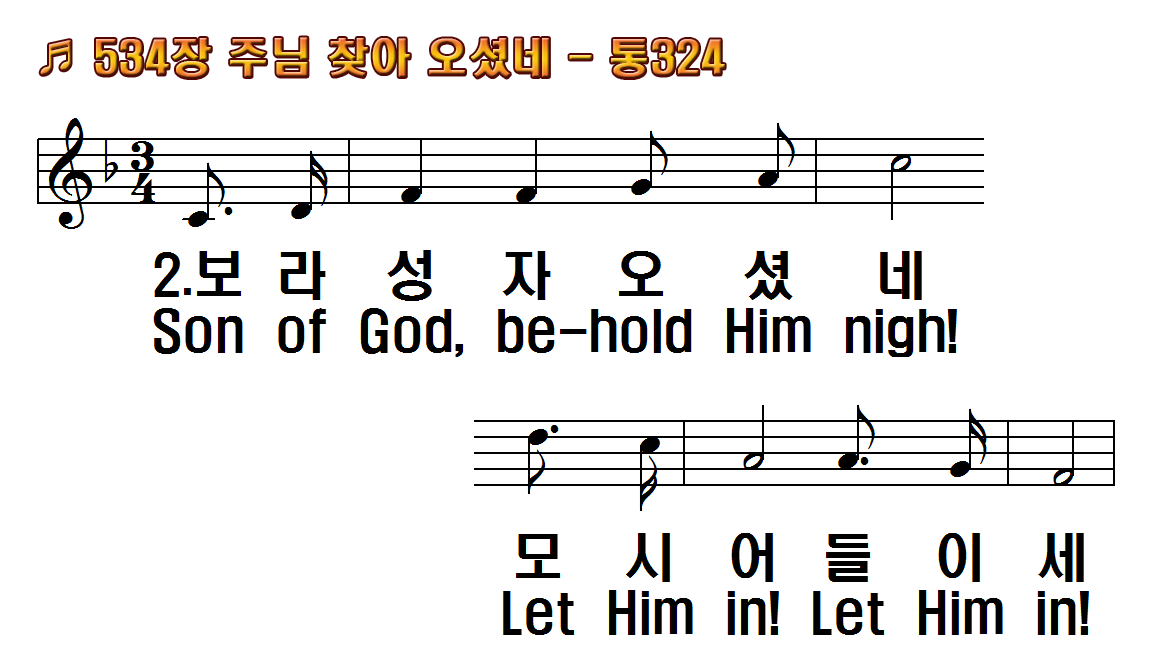 ♬ 534장 주님 찾아 오셨네 - 통324
3
4
2.보 라 성 자 오 셨 네
Son of God, be-hold Him nigh!
모 시 어 들 이 세
Let Him in! Let Him in!